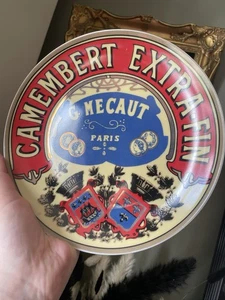 CAMEMBERT EXTRA FIN
G. MECAUT
PARIS